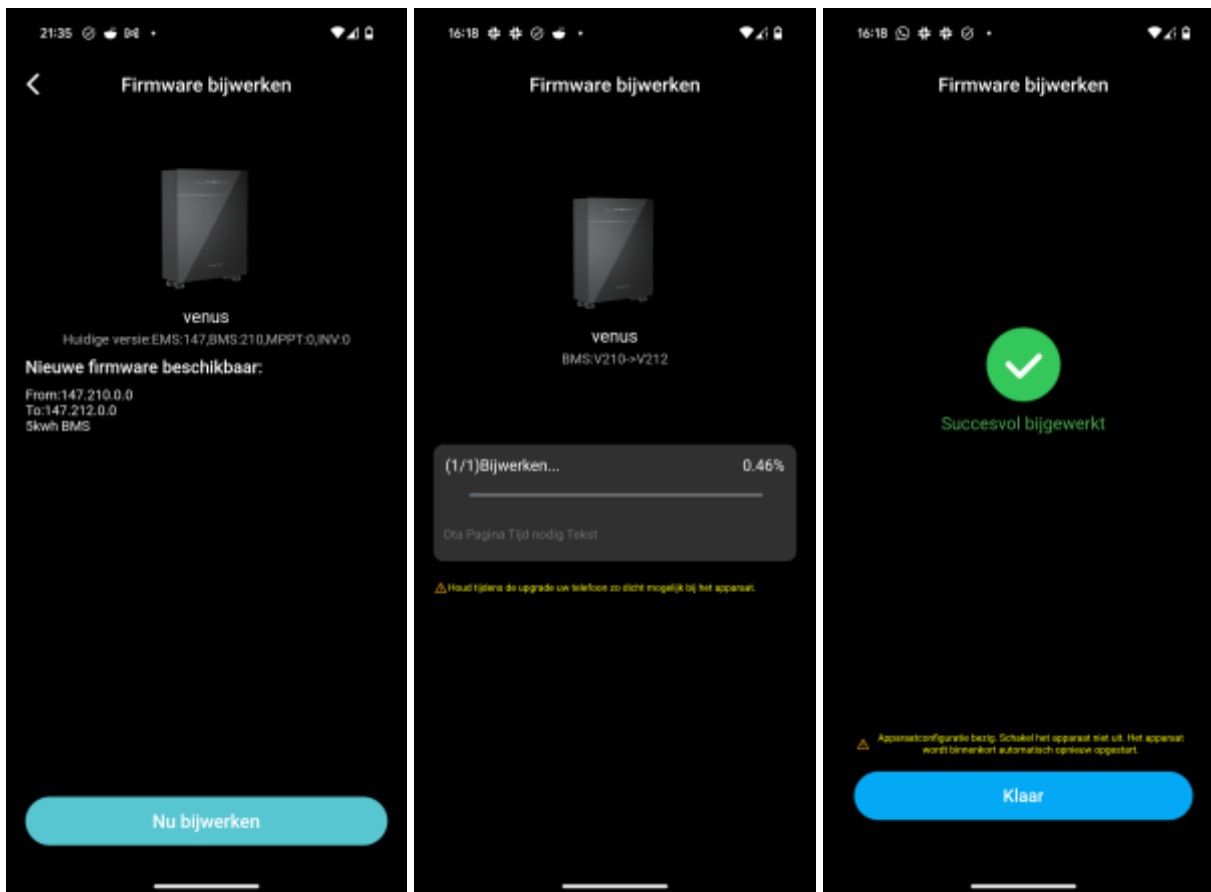 21:35
Firmware bijwerken
venus
Huidige versie:EMS:147,BMS:210,MPPT:0,INV:0
Nieuwe firmware beschikbaar:
From:147.210.0.0
To:147.212.0.0
5kwh BMS
Nu bijwerken
16:18
Firmware bijwerken
venus
BMS:V210->V212
(1/1)Bijwerken... 0.46%
Ota Pagina Tijd nodig Tekst
Houd tijdens de upgrade uw telefoon zo dicht mogelijk bij het apparaat.
16:18
Firmware bijwerken
Succesvol bijgewerkt
Apparaatconfiguratie bezig. Schakel het apparaat niet uit. Het apparaat
wordt binnenkort automatisch opnieuw opgestart.
Klaar